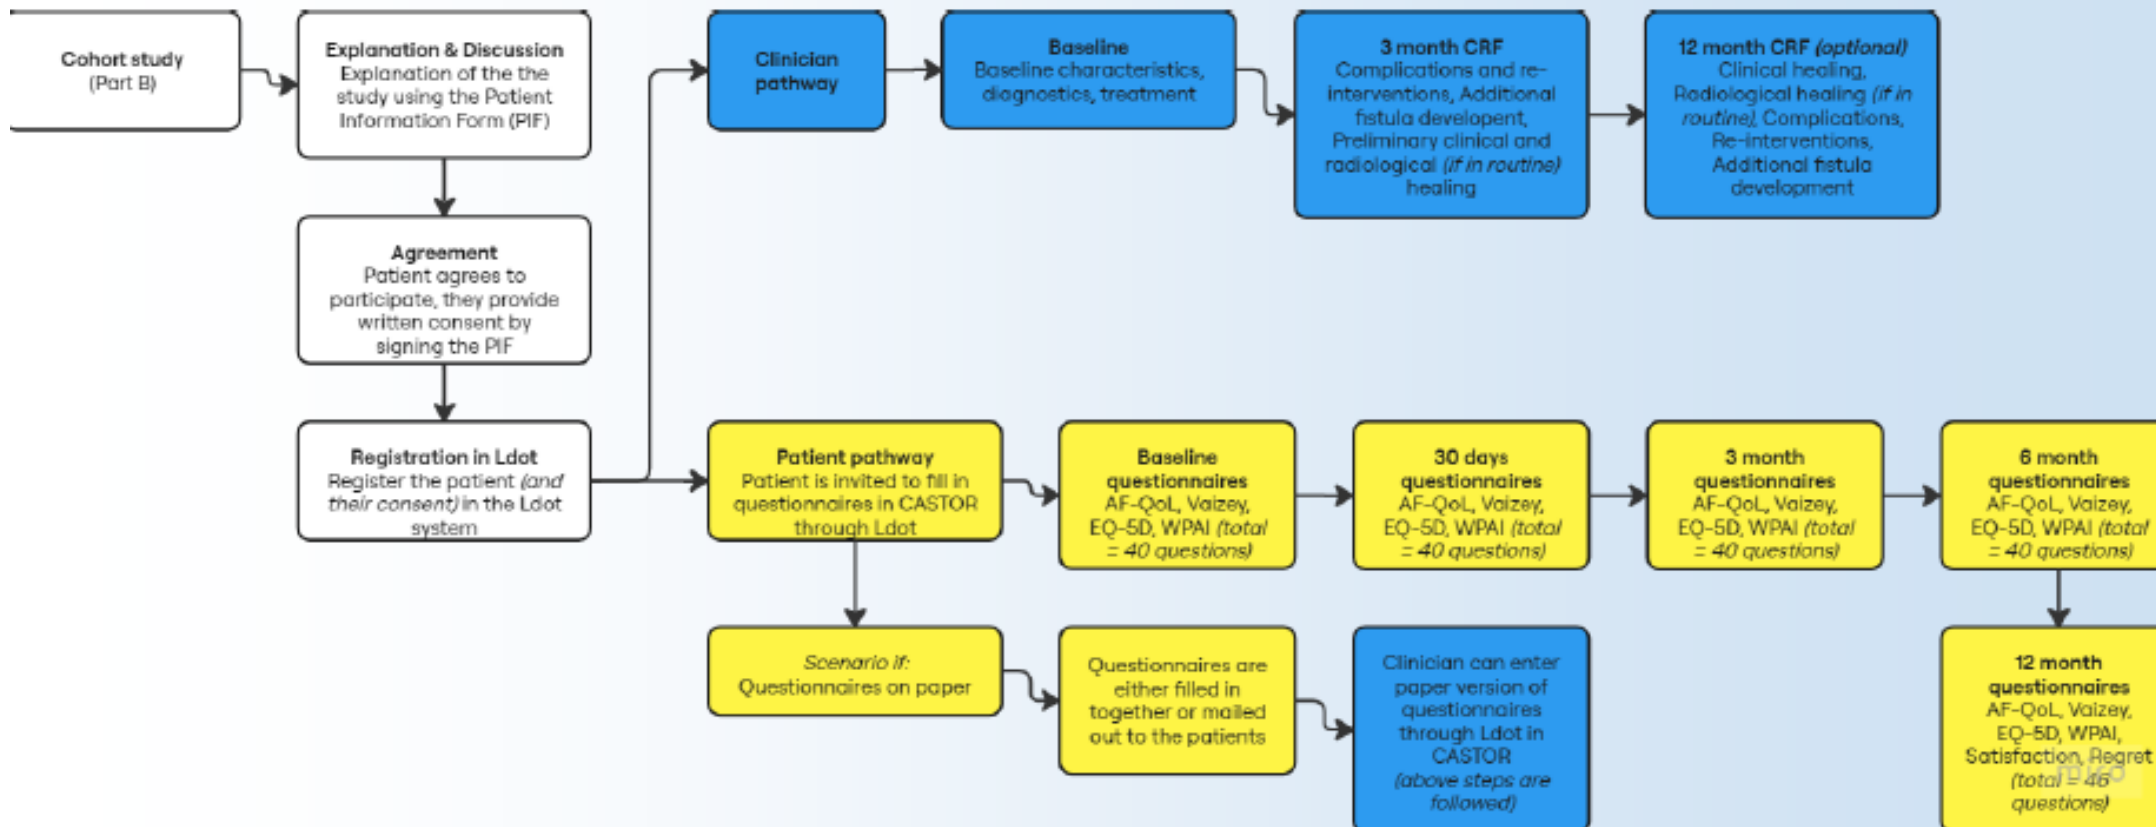 Cohort study
(Part B)
Explanation & Discussion
Explanation of the the
study using the Patient
Information Form (PIF)
Agreement
Patient agrees to
participate, they provide
written consent by
signing the PIF
Registration in Ldot
Register the patient (and
their consent) in the Ldot
system
Clinician
pathway
Baseline
Baseline characteristics,
diagnostics, treatment
3 month CRF
Complications and re-
interventions, Additional
fistula developent,
Preliminary clinical and
radiological (if in routine)
healing
12 month CRF (optional)
Clinical healing,
Radiological healing (if in
routine), Complications,
Re-interventions,
Additional fistula
development
Patient pathway
Patient is invited to fill in
questionnaires in CASTOR
through Ldot
Baseline
questionnaires
AF-QoL, Vaizey,
EQ-5D, WPAI (total
= 40 questions)
30 days
questionnaires
AF-QoL, Vaizey,
EQ-5D, WPAI (total
= 40 questions)
3 month
questionnaires
AF-QoL, Vaizey,
EQ-5D, WPAI (total
= 40 questions)
6 month
questionnaires
AF-QoL, Vaizey,
EQ-5D, WPAI (total
= 40 questions)
12 month
questionnaires
AF-QoL, Vaizey,
EQ-5D, WPAI,
Satisfaction, Regret
(total = 46
questions)
Scenario if:
Questionnaires on paper
Questionnaires are
either filled in
together or mailed
out to the patients
Clinician can enter
paper version of
questionnaires
through Ldot in
CASTOR
(above steps are
followed)
miro